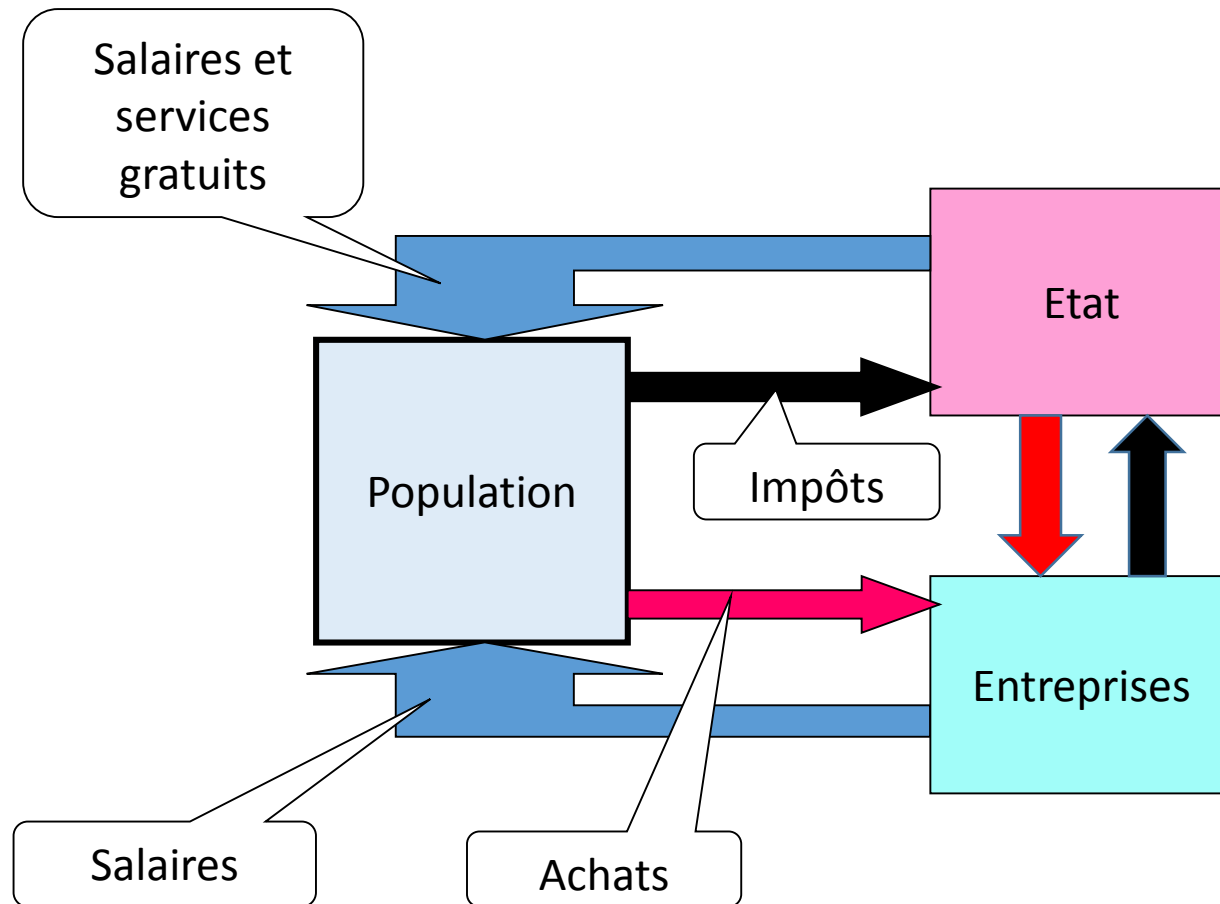 Salaires et
services
gratuits
Etat
Impôts
Population
Entreprises
Salaires
Achats